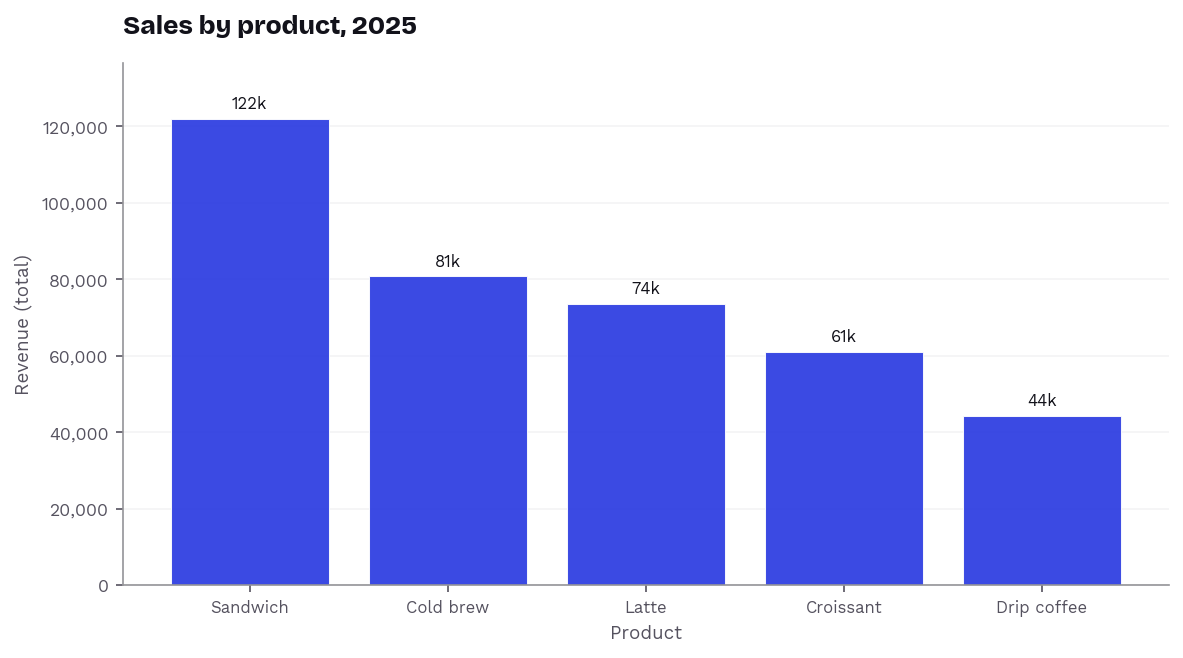 Sales by product, 2025
122k
81k
74k
61k
44k
120,000
100,000
80,000
60,000
40,000
20,000
0
Revenue (total)
Sandwich
Cold brew
Latte
Croissant
Drip coffee
Product